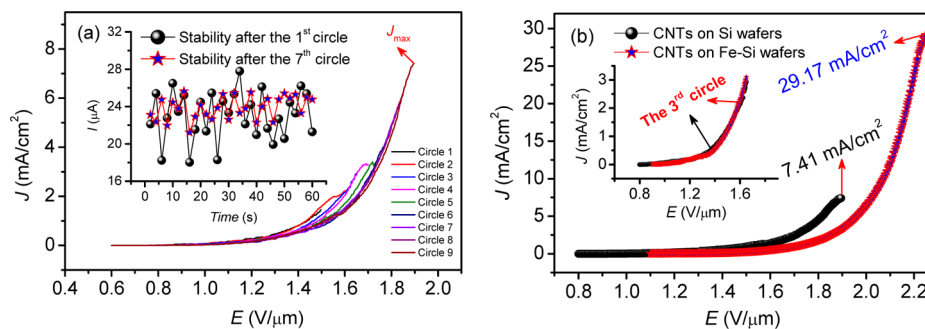 (a)
Stability after the 1st circle
Stability after the 7th circle
Jmax
36
32
28
24
20
16
I (μA)
0 10 20 30 40 50 60
Time (s)
Circle 1
Circle 2
Circle 3
Circle 4
Circle 5
Circle 6
Circle 7
Circle 8
Circle 9
8
6
4
2
0
J (mA/cm2)
0.4 0.6 0.8 1.0 1.2 1.4 1.6 1.8 2.0
E (V/μm)
(b)
CNTs on Si wafers
CNTs on Fe-Si wafers
29.17 mA/cm2
7.41 mA/cm2
The 3rd circle
3
2
1
0
J (mA/cm2)
0.8 1.2 1.6
E (V/μm)
30
25
20
15
10
5
0
J (mA/cm2)
0.8 1.0 1.2 1.4 1.6 1.8 2.0 2.2
E (V/μm)